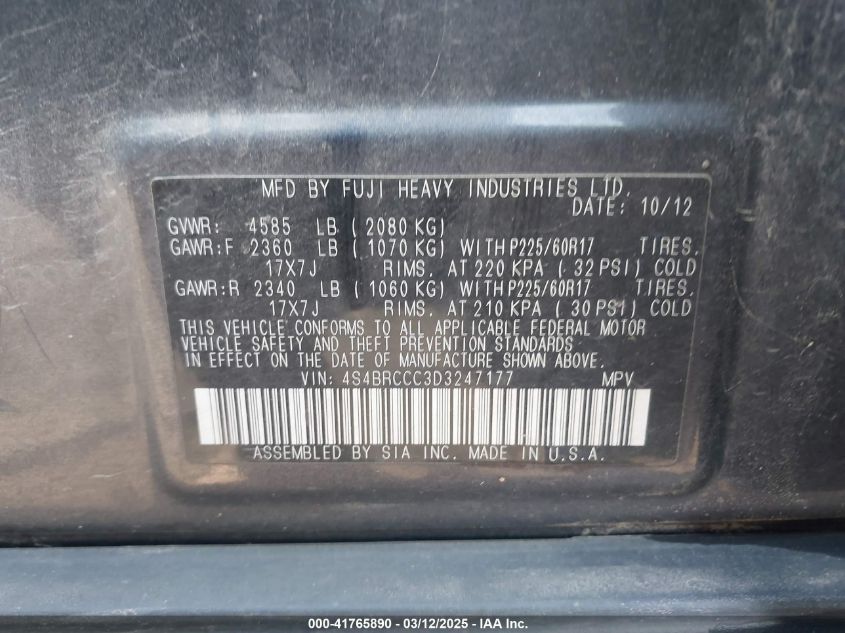 MFD BY FUJI HEAVY INDUSTRIES LTD.
DATE: 10/12
GVWR: 4585 LB ( 2080 KG)
GAWR:F 2360 LB ( 1070 KG) WITH P225/60R17 TIRES,
17X7J RIMS, AT 220 KPA ( 32 PSI) COLD
GAWR:R 2340 LB ( 1060 KG) WITH P225/60R17 TIRES,
17X7J RIMS, AT 210 KPA ( 30 PSI) COLD
THIS VEHICLE CONFORMS TO ALL APPLICABLE FEDERAL MOTOR
VEHICLE SAFETY AND THEFT PREVENTION STANDARDS
IN EFFECT ON THE DATE OF MANUFACTURE SHOWN ABOVE.
VIN: 4S4BRCCC3D3247177 MPV
ASSEMBLED BY SIA INC. MADE IN U.S.A.
000-41765890 - 03/12/2025 - IAA Inc.